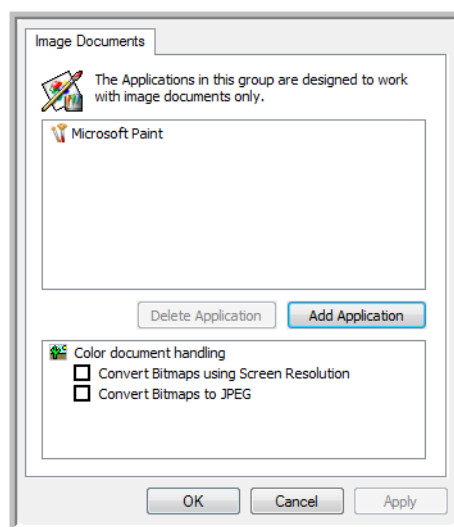 Image Documents
The Applications in this group are designed to work
with image documents only.
Microsoft Paint
Delete Application
Add Application
Color document handling
Convert Bitmaps using Screen Resolution
Convert Bitmaps to JPEG
OK
Cancel
Apply